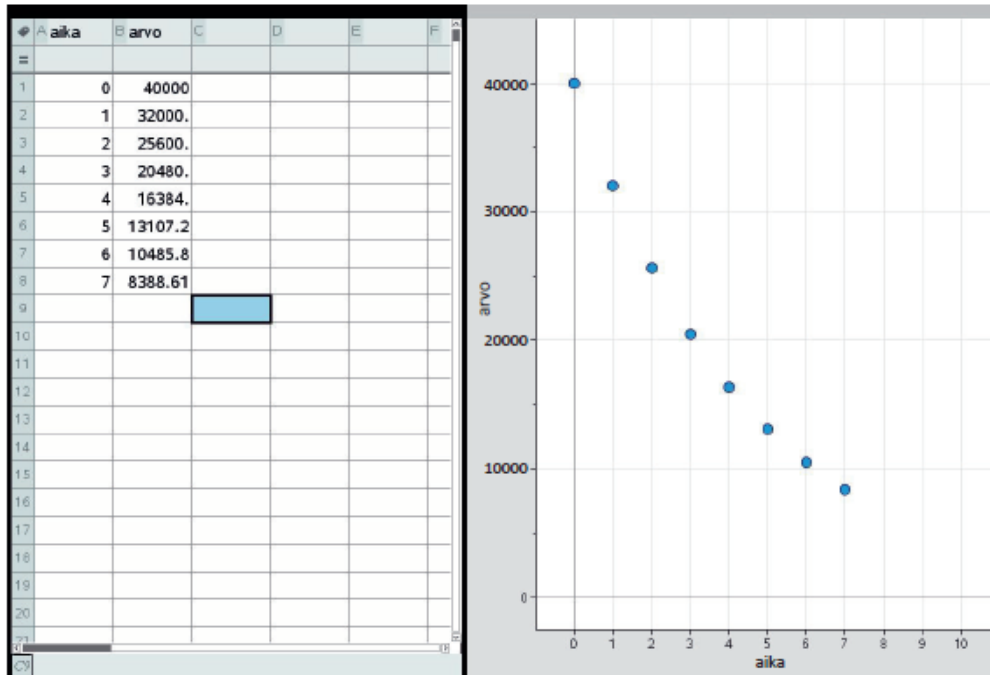 A aika B arvo C D E F
=
1 0 40000
2 1 32000.
3 2 25600.
4 3 20480.
5 4 16384.
6 5 13107.2
7 6 10485.8
8 7 8388.61
9
10
11
12
13
14
15
16
17
18
19
20
21
C9
40000
30000
20000
10000
0
arvo
0 1 2 3 4 5 6 7 8 9 10
aika